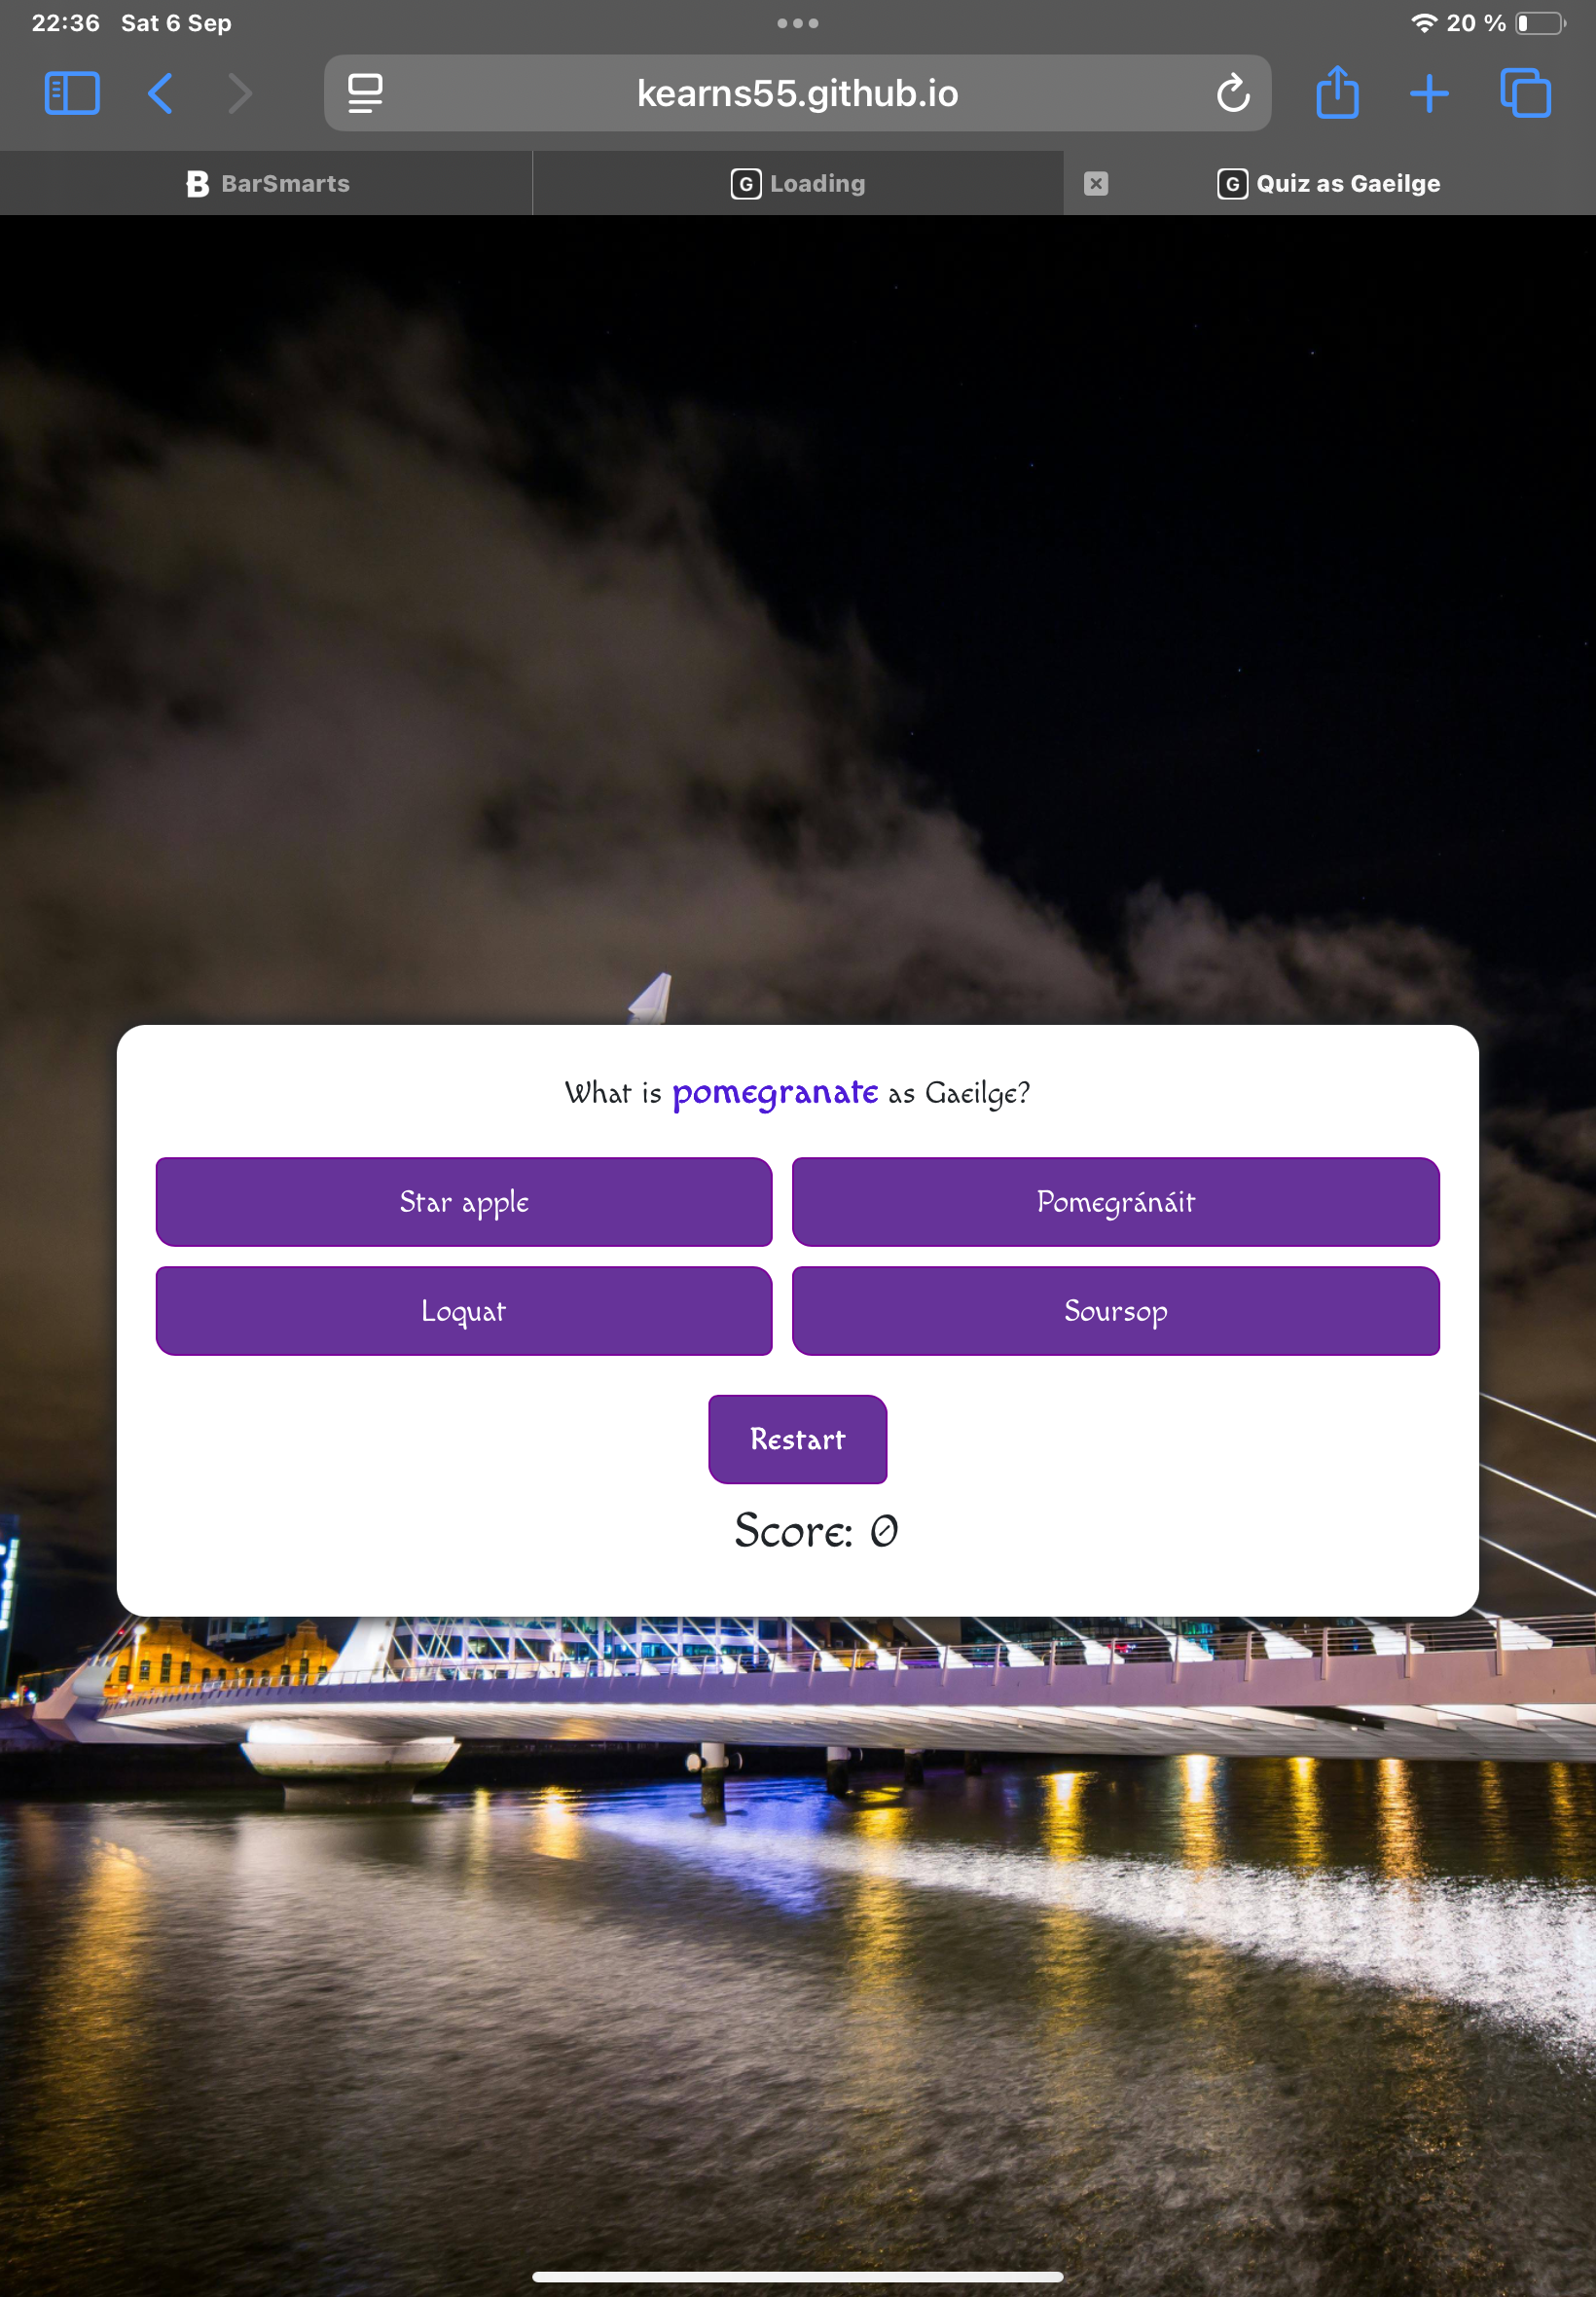 22:36 Sat 6 Sep 20 %
kearns55.github.io
B BarSmarts G Loading G Quiz as Gaeilge
What is pomegranate as Gaeilge?
Star apple Pomegránáit
Loquat Soursop
Restart
Score: 0